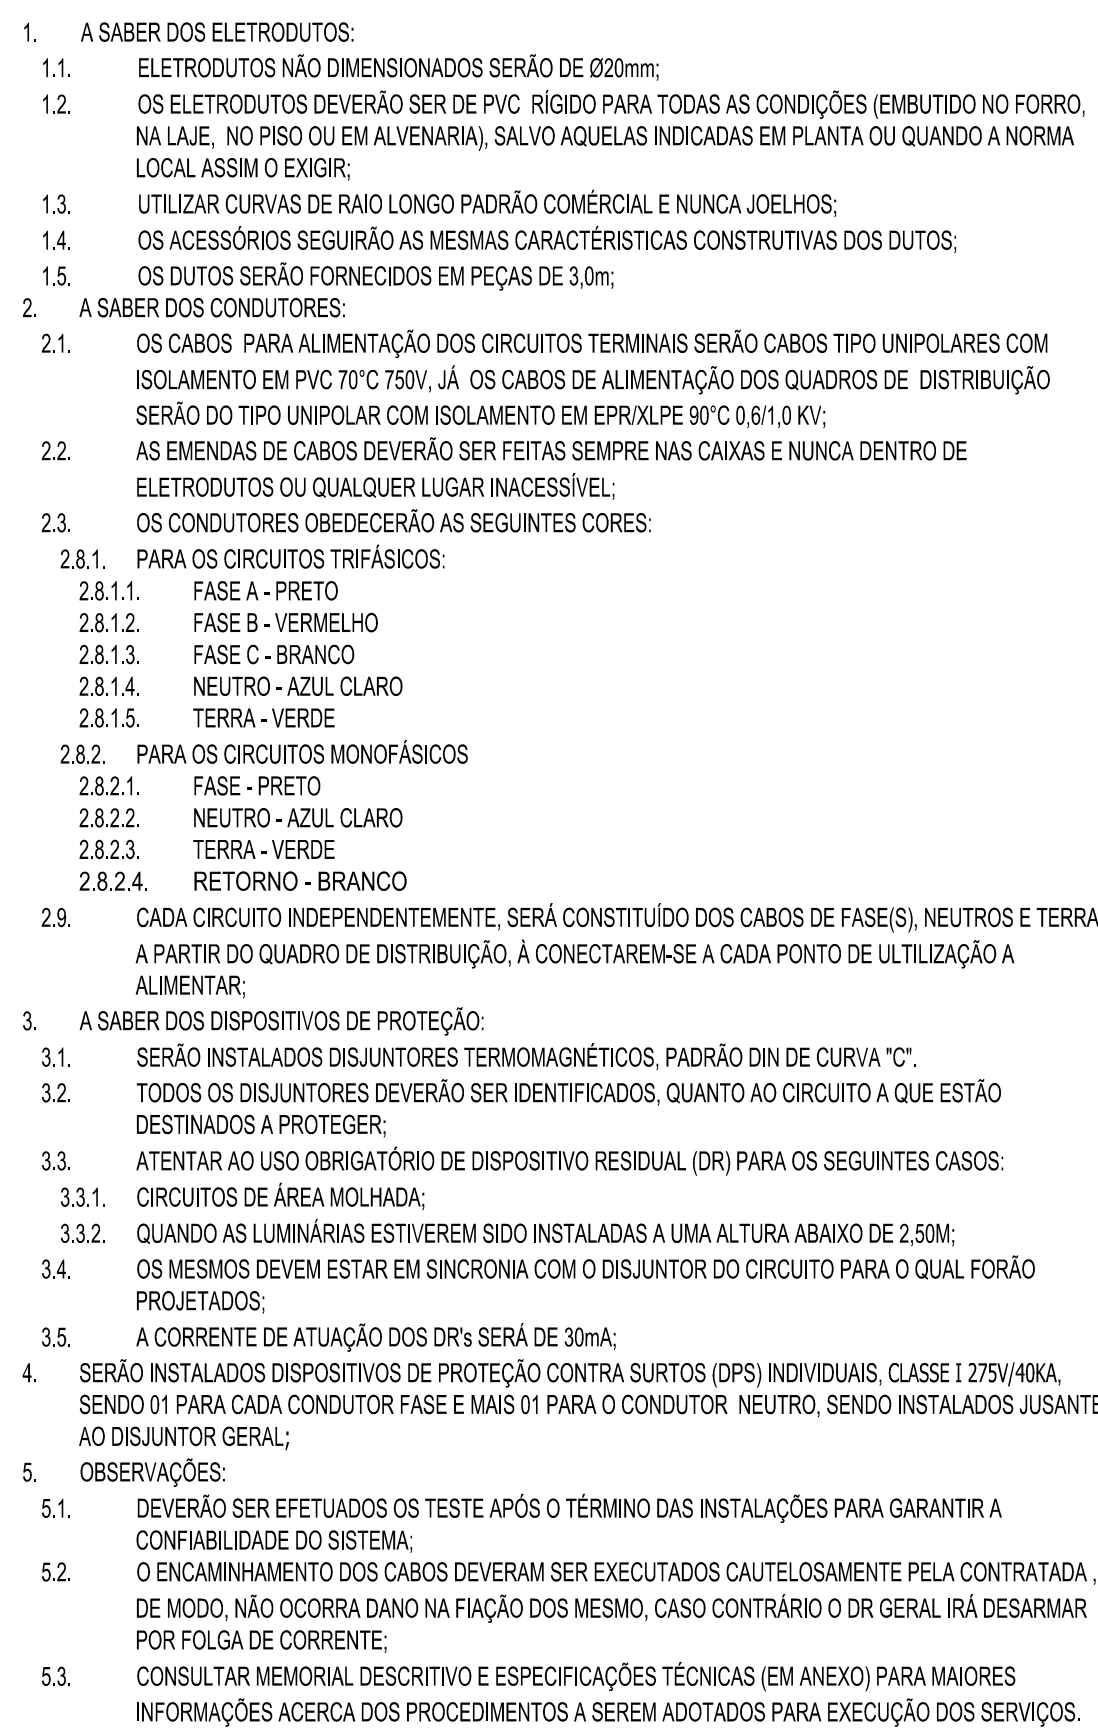 1. A SABER DOS ELETRODUTOS:
1.1. ELETRODUTOS NÃO DIMENSIONADOS SERÃO DE Ø20mm;
1.2. OS ELETRODUTOS DEVERÃO SER DE PVC RÍGIDO PARA TODAS AS CONDIÇÕES (EMBUTIDO NO FORRO,
NA LAJE, NO PISO OU EM ALVENARIA), SALVO AQUELAS INDICADAS EM PLANTA OU QUANDO A NORMA
LOCAL ASSIM O EXIGIR;
1.3. UTILIZAR CURVAS DE RAIO LONGO PADRÃO COMÉRCIAL E NUNCA JOELHOS;
1.4. OS ACESSÓRIOS SEGUIRÃO AS MESMAS CARACTÉRISTICAS CONSTRUTIVAS DOS DUTOS;
1.5. OS DUTOS SERÃO FORNECIDOS EM PEÇAS DE 3,0m;
2. A SABER DOS CONDUTORES:
2.1. OS CABOS PARA ALIMENTAÇÃO DOS CIRCUITOS TERMINAIS SERÃO CABOS TIPO UNIPOLARES COM
ISOLAMENTO EM PVC 70°C 750V, JÁ OS CABOS DE ALIMENTAÇÃO DOS QUADROS DE DISTRIBUIÇÃO
SERÃO DO TIPO UNIPOLAR COM ISOLAMENTO EM EPR/XLPE 90°C 0,6/1,0 KV;
2.2. AS EMENDAS DE CABOS DEVERÃO SER FEITAS SEMPRE NAS CAIXAS E NUNCA DENTRO DE
ELETRODUTOS OU QUALQUER LUGAR INACESSÍVEL;
2.3. OS CONDUTORES OBEDECERÃO AS SEGUINTES CORES:
2.8.1. PARA OS CIRCUITOS TRIFÁSICOS:
2.8.1.1. FASE A - PRETO
2.8.1.2. FASE B - VERMELHO
2.8.1.3. FASE C - BRANCO
2.8.1.4. NEUTRO - AZUL CLARO
2.8.1.5. TERRA - VERDE
2.8.2. PARA OS CIRCUITOS MONOFÁSICOS
2.8.2.1. FASE - PRETO
2.8.2.2. NEUTRO - AZUL CLARO
2.8.2.3. TERRA - VERDE
2.8.2.4. RETORNO - BRANCO
2.9. CADA CIRCUITO INDEPENDENTEMENTE, SERÁ CONSTITUÍDO DOS CABOS DE FASE(S), NEUTROS E TERRA
A PARTIR DO QUADRO DE DISTRIBUIÇÃO, À CONECTAREM-SE A CADA PONTO DE ULTILIZAÇÃO A
ALIMENTAR;
3. A SABER DOS DISPOSITIVOS DE PROTEÇÃO:
3.1. SERÃO INSTALADOS DISJUNTORES TERMOMAGNÉTICOS, PADRÃO DIN DE CURVA "C".
3.2. TODOS OS DISJUNTORES DEVERÃO SER IDENTIFICADOS, QUANTO AO CIRCUITO A QUE ESTÃO
DESTINADOS A PROTEGER;
3.3. ATENTAR AO USO OBRIGATÓRIO DE DISPOSITIVO RESIDUAL (DR) PARA OS SEGUINTES CASOS:
3.3.1. CIRCUITOS DE ÁREA MOLHADA;
3.3.2. QUANDO AS LUMINÁRIAS ESTIVEREM SIDO INSTALADAS A UMA ALTURA ABAIXO DE 2,50M;
3.4. OS MESMOS DEVEM ESTAR EM SINCRONIA COM O DISJUNTOR DO CIRCUITO PARA O QUAL FORÃO
PROJETADOS;
3.5. A CORRENTE DE ATUAÇÃO DOS DR's SERÁ DE 30mA;
4. SERÃO INSTALADOS DISPOSITIVOS DE PROTEÇÃO CONTRA SURTOS (DPS) INDIVIDUAIS, CLASSE I 275V/40KA,
SENDO 01 PARA CADA CONDUTOR FASE E MAIS 01 PARA O CONDUTOR NEUTRO, SENDO INSTALADOS JUSANTE
AO DISJUNTOR GERAL;
5. OBSERVAÇÕES:
5.1. DEVERÃO SER EFETUADOS OS TESTE APÓS O TÉRMINO DAS INSTALAÇÕES PARA GARANTIR A
CONFIABILIDADE DO SISTEMA;
5.2. O ENCAMINHAMENTO DOS CABOS DEVERAM SER EXECUTADOS CAUTELOSAMENTE PELA CONTRATADA ,
DE MODO, NÃO OCORRA DANO NA FIAÇÃO DOS MESMO, CASO CONTRÁRIO O DR GERAL IRÁ DESARMAR
POR FOLGA DE CORRENTE;
5.3. CONSULTAR MEMORIAL DESCRITIVO E ESPECIFICAÇÕES TÉCNICAS (EM ANEXO) PARA MAIORES
INFORMAÇÕES ACERCA DOS PROCEDIMENTOS A SEREM ADOTADOS PARA EXECUÇÃO DOS SERVIÇOS.